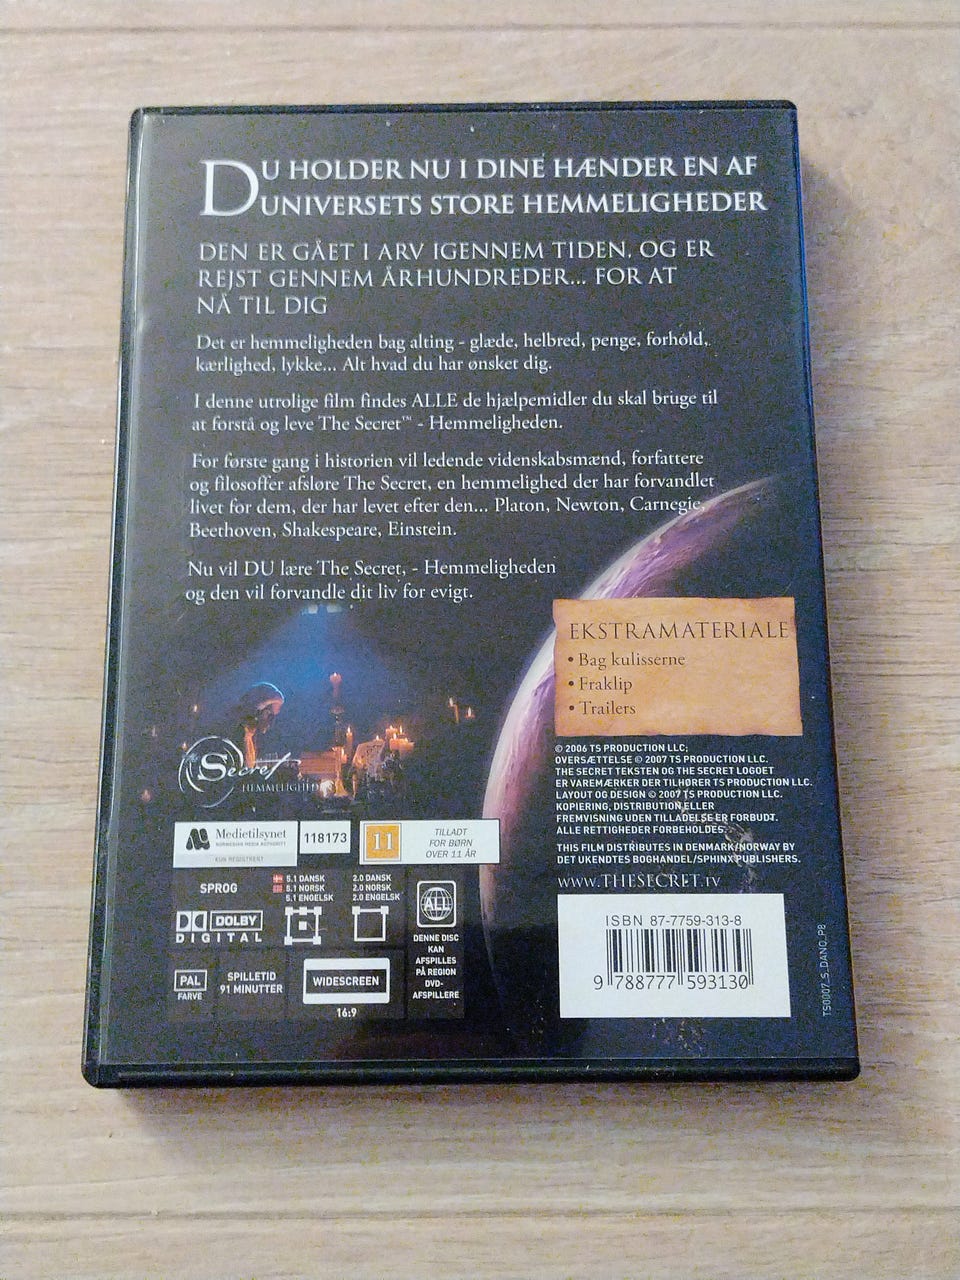 DU HOLDER NU I DINE HÆNDER EN AF
UNIVERSETS STORE HEMMELIGHEDER
DEN ER GÅET I ARV IGENNEM TIDEN, OG ER
REJST GENNEM ÅRHUNDREDER... FOR AT
NÅ TIL DIG
Det er hemmeligheden bag alting - glæde, helbred, penge, forhold,
kærlighed, lykke... Alt hvad du har ønsket dig.
I denne utrolige film findes ALLE de hjælpemidler du skal bruge til
at forstå og leve The Secret™ - Hemmeligheden.
For første gang i historien vil ledende videnskabsmænd, forfattere
og filosoffer afsløre The Secret, en hemmelighed der har forvandlet
livet for dem, der har levet efter den... Platon, Newton, Carnegie,
Beethoven, Shakespeare, Einstein.
Nu vil DU lære The Secret, - Hemmeligheden
og den vil forvandle dit liv for evigt.
EKSTRAMATERIALE
• Bag kulisserne
• Fraklip
• Trailers
The Secret
HEMMELIGHEDEN
© 2006 TS PRODUCTION LLC;
OVERSÆTTELSE © 2007 TS PRODUCTION LLC.
THE SECRET TEKSTEN OG THE SECRET LOGOET
ER VAREMÆRKER DER TILHØRER TS PRODUCTION LLC.
LAYOUT OG DESIGN © 2007 TS PRODUCTION LLC.
KOPIERING, DISTRIBUTION ELLER
FREMVISNING UDEN TILLADELSE ER FORBUDT.
ALLE RETTIGHEDER FORBEHOLDES.
THIS FILM DISTRIBUTES IN DENMARK/NORWAY BY
DET UKENDTES BOGHANDEL/SPHINX PUBLISHERS.
WWW.THESECRET.TV
Medietilsynet
NORWEGIAN MEDIA AUTHORITY
KUN REGISTRERT
118173
11
TILLADT
FOR BØRN
OVER 11 ÅR
SPROG
5.1 DANSK
5.1 NORSK
5.1 ENGELSK
2.0 DANSK
2.0 NORSK
2.0 ENGELSK
DOLBY
DIGITAL
ALL
DENNE DISC
KAN
AFSPILLES
PÅ REGION
DVD-
AFSPILLERE
PAL
FARVE
SPILLETID
91 MINUTTER
WIDESCREEN
16:9
ISBN 87-7759-313-8
9 788777 593130
TS0007_S_DANO_P8